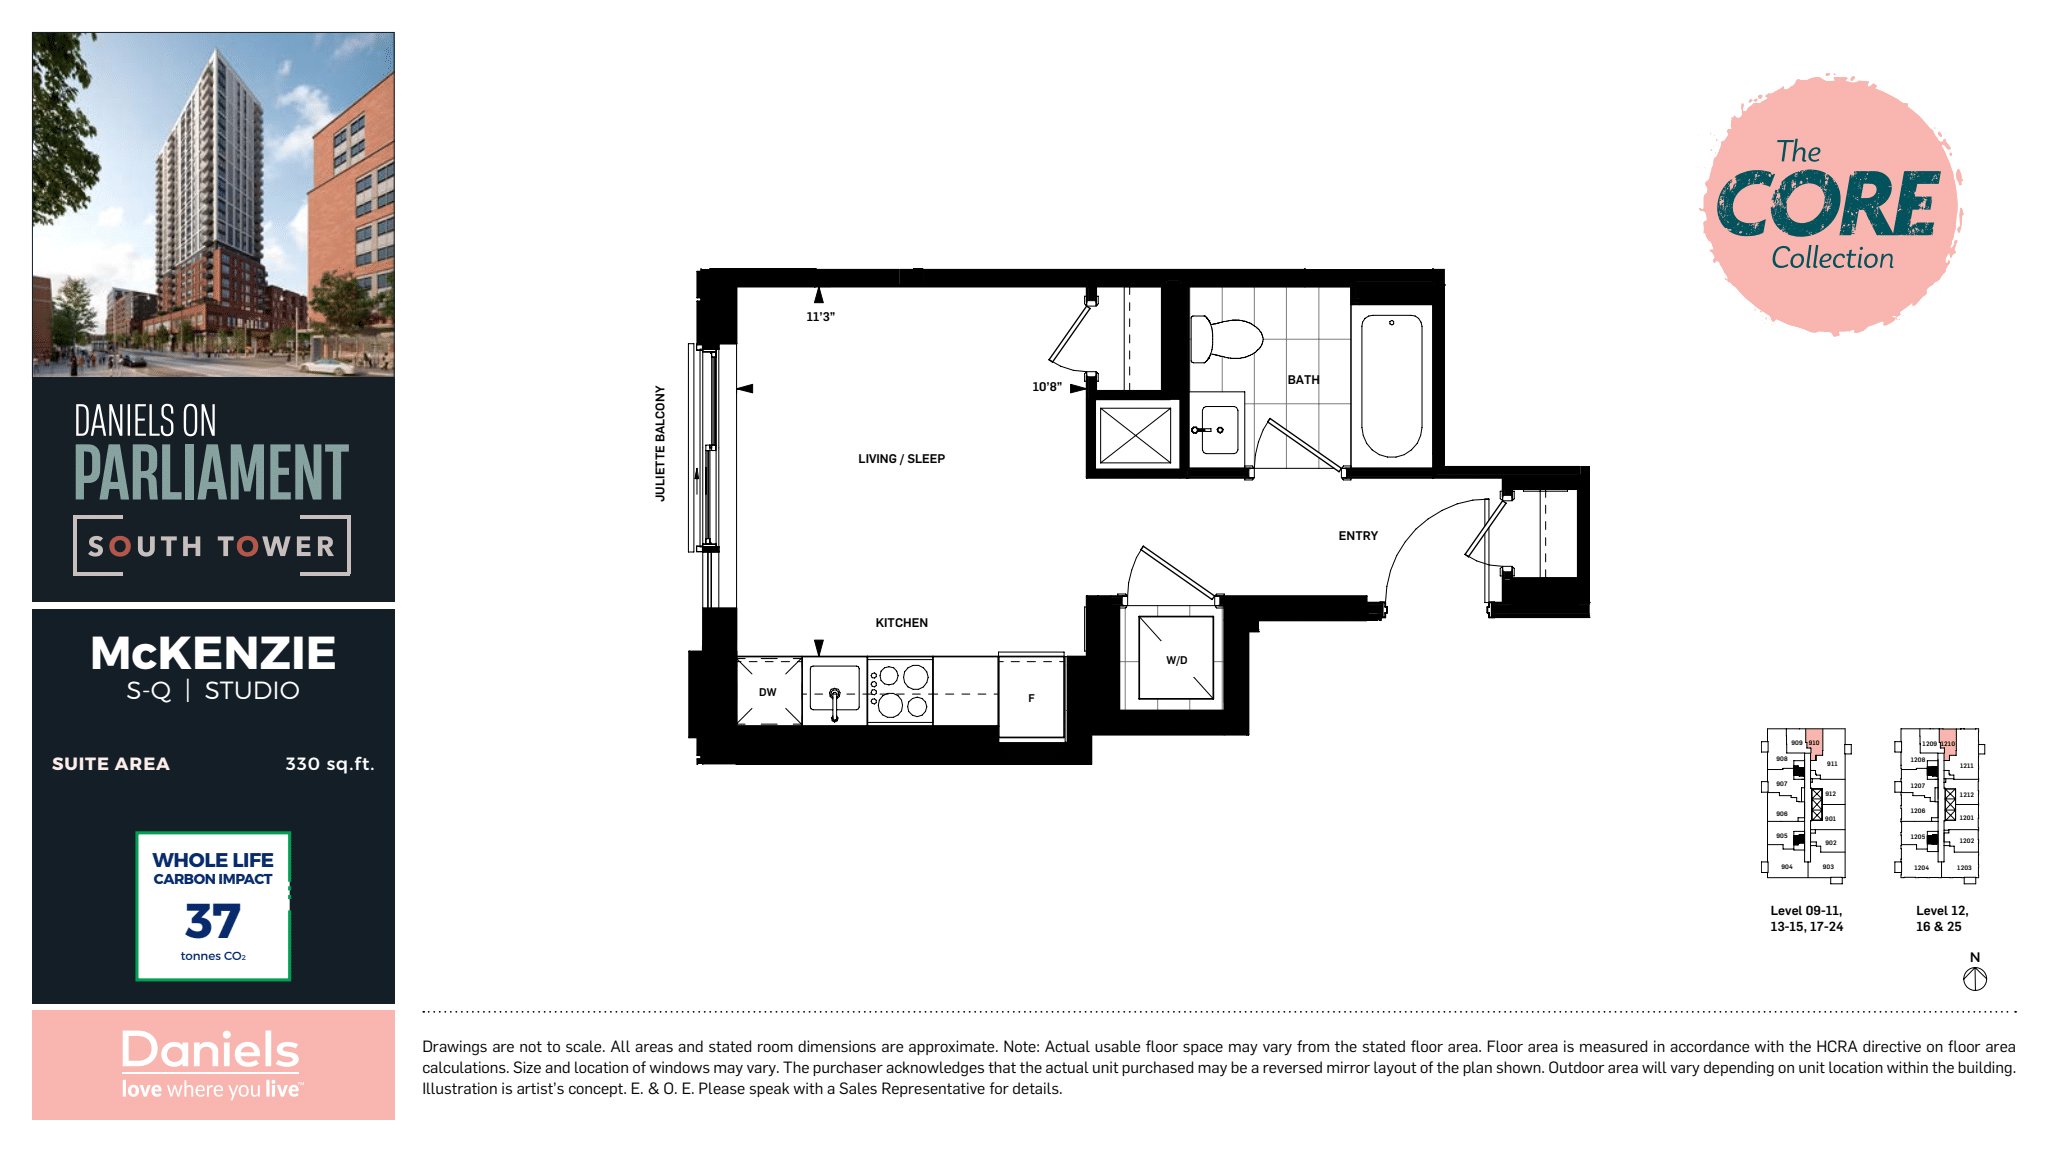 DANIELS ON
PARLIAMENT
SOUTH TOWER
McKENZIE
S-Q | STUDIO
SUITE AREA 330 sq.ft.
WHOLE LIFE
CARBON IMPACT
37
tonnes CO₂
Daniels
love where you live™
The
CORE
Collection
11'3"
10'8"
JULIETTE BALCONY
LIVING / SLEEP
BATH
ENTRY
KITCHEN
DW
F
W/D
909 910
908
911
907
912
906
901
905
902
904 903
Level 09-11,
13-15, 17-24
1209 1210
1208
1211
1207
1212
1206
1201
1205
1202
1204 1203
Level 12,
16 & 25
N
Drawings are not to scale. All areas and stated room dimensions are approximate. Note: Actual usable floor space may vary from the stated floor area. Floor area is measured in accordance with the HCRA directive on floor area
calculations. Size and location of windows may vary. The purchaser acknowledges that the actual unit purchased may be a reversed mirror layout of the plan shown. Outdoor area will vary depending on unit location within the building.
Illustration is artist's concept. E. & O. E. Please speak with a Sales Representative for details.